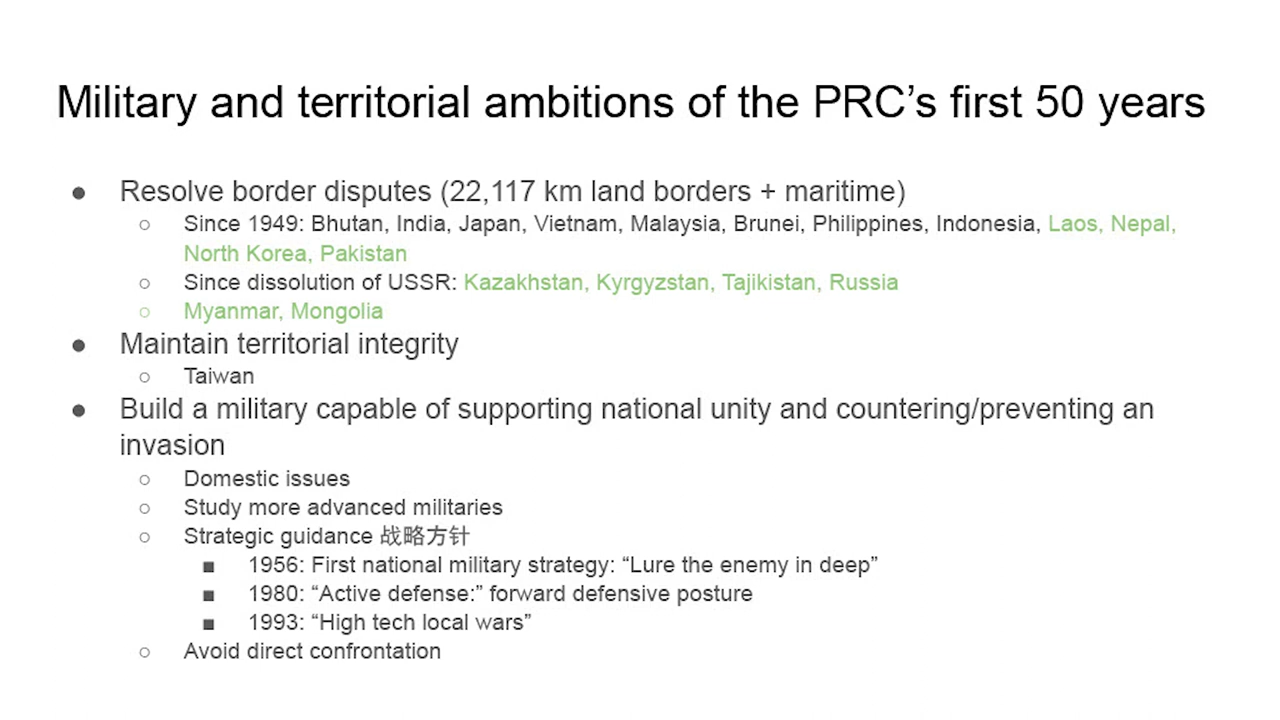 Military and territorial ambitions of the PRC’s first 50 years
● Resolve border disputes (22,117 km land borders + maritime)
○ Since 1949: Bhutan, India, Japan, Vietnam, Malaysia, Brunei, Philippines, Indonesia, Laos, Nepal,
North Korea, Pakistan
○ Since dissolution of USSR: Kazakhstan, Kyrgyzstan, Tajikistan, Russia
○ Myanmar, Mongolia
● Maintain territorial integrity
○ Taiwan
● Build a military capable of supporting national unity and countering/preventing an
invasion
○ Domestic issues
○ Study more advanced militaries
○ Strategic guidance 战略方针
■ 1956: First national military strategy: “Lure the enemy in deep”
■ 1980: “Active defense:” forward defensive posture
■ 1993: “High tech local wars”
○ Avoid direct confrontation